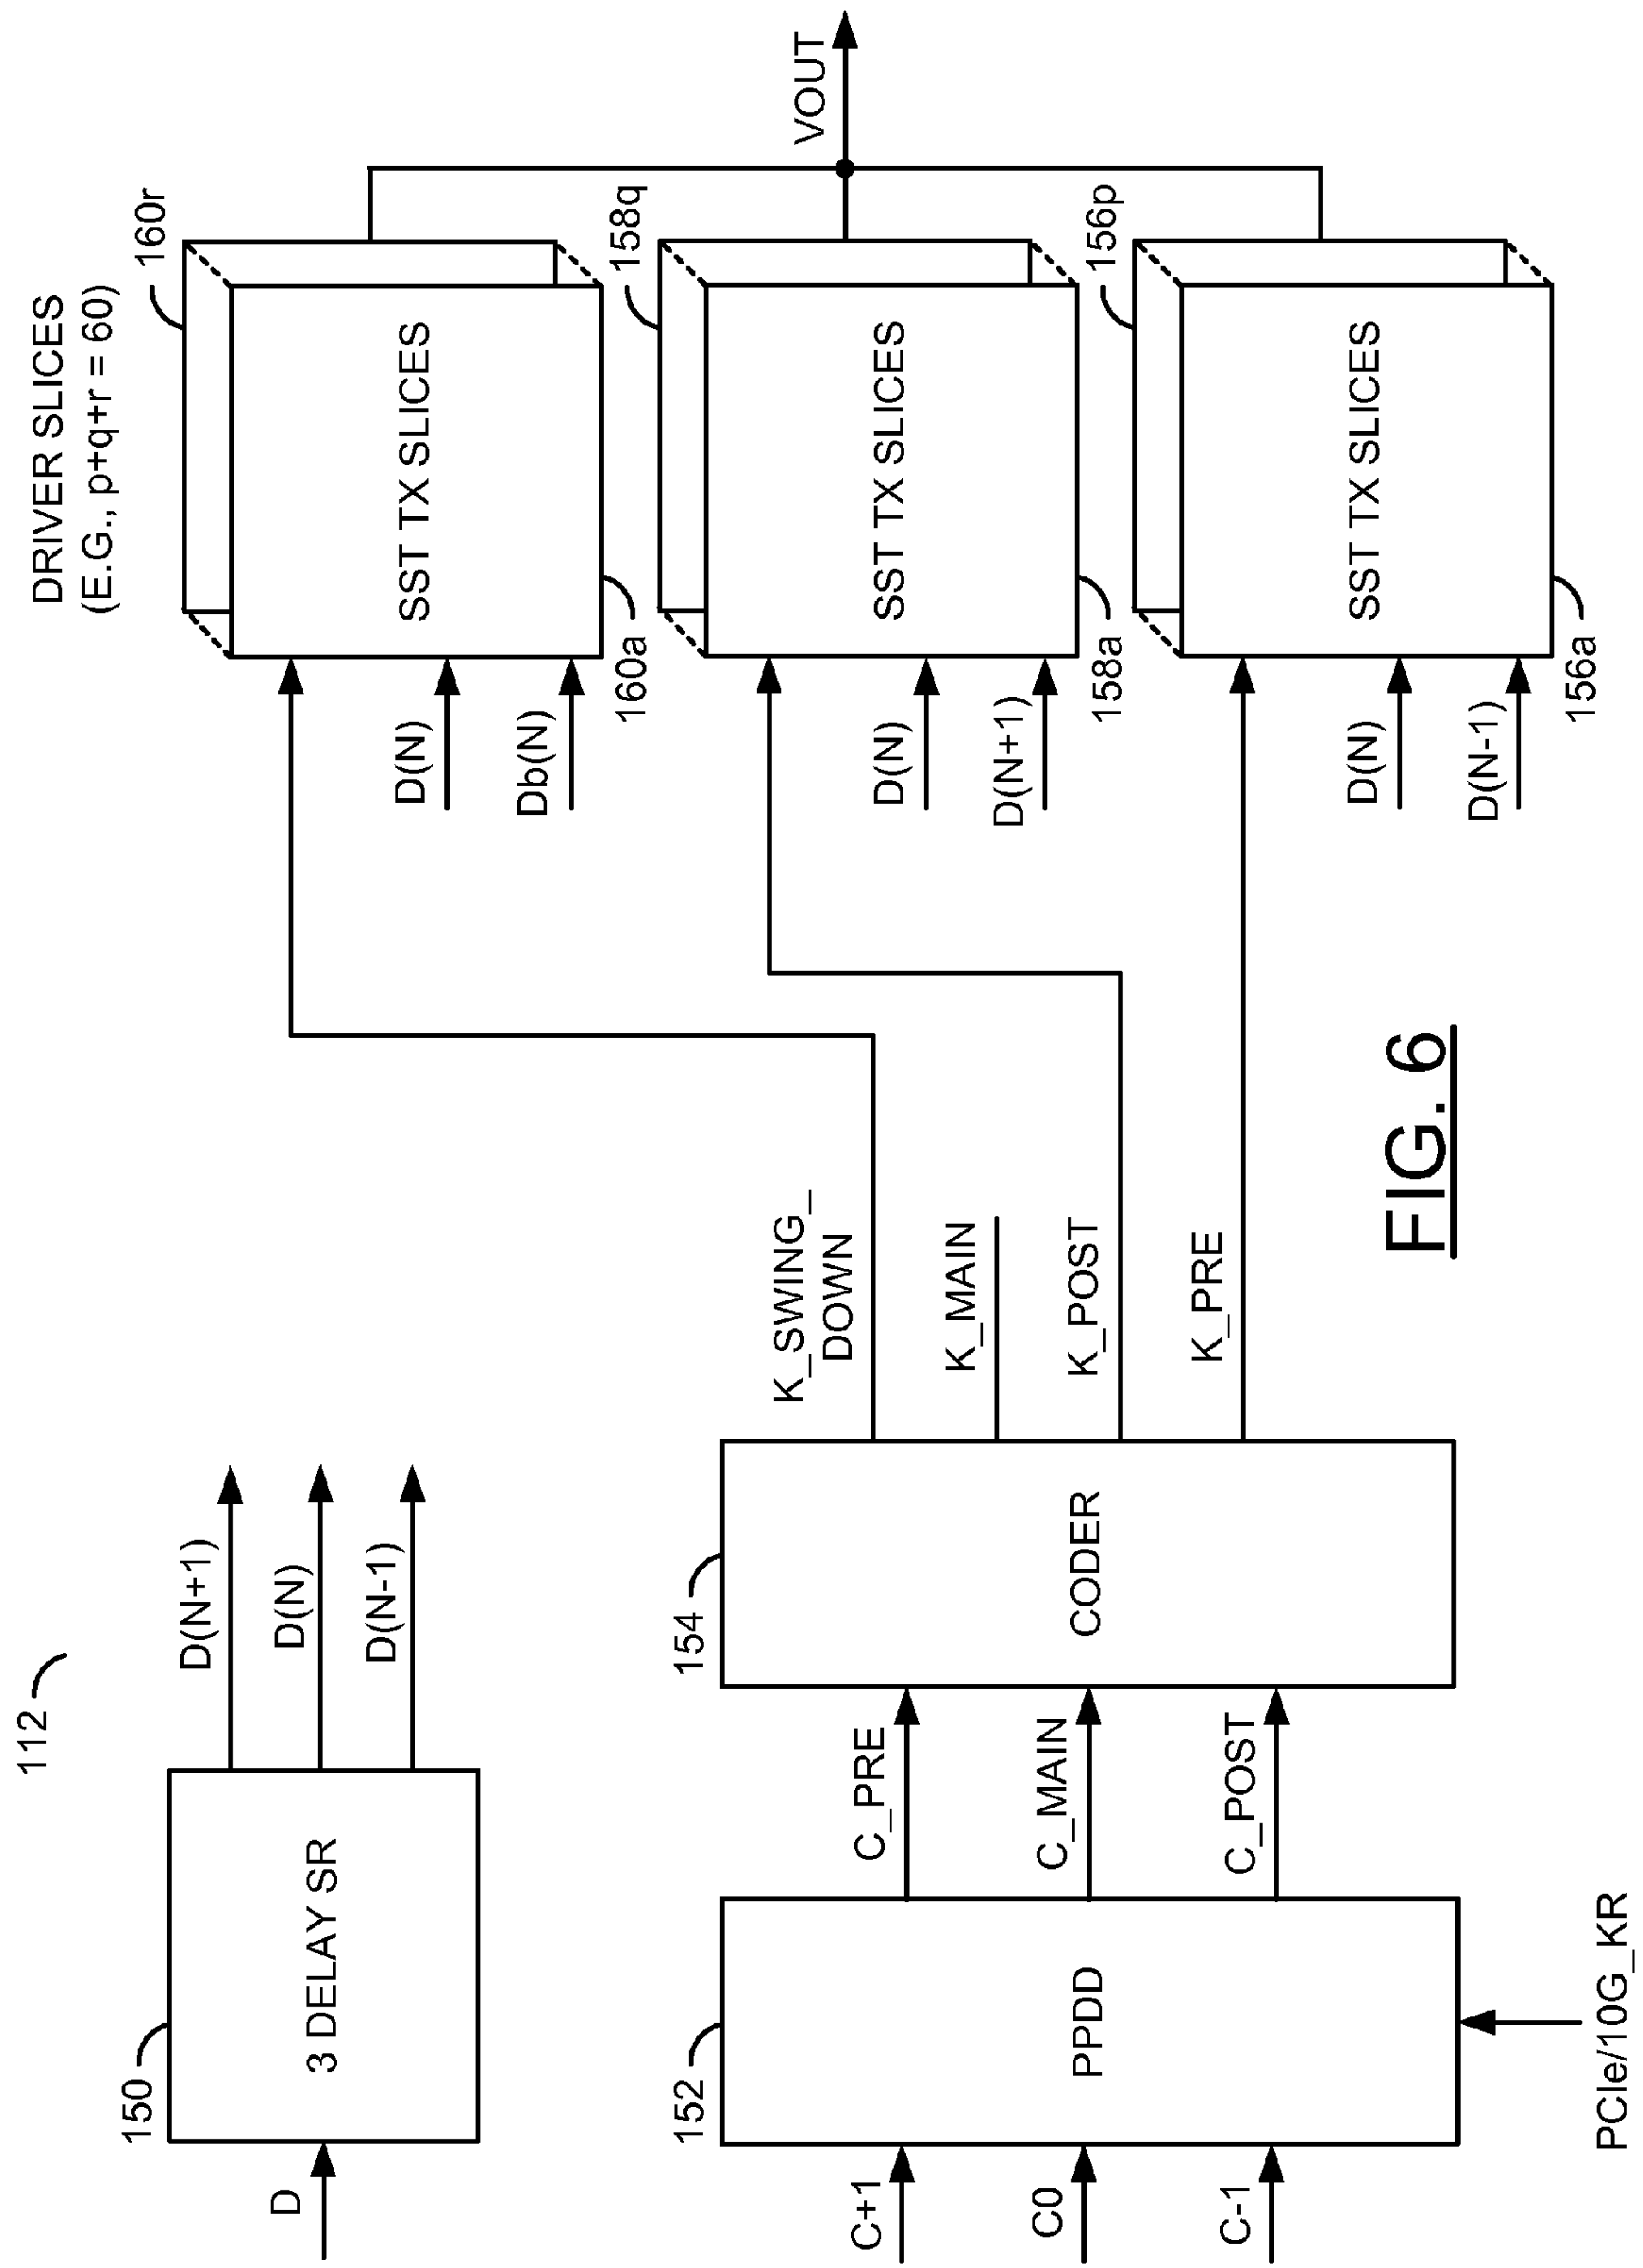 112
DRIVER SLICES
(E.G., p+q+r = 60)
D
150
3 DELAY SR
D(N+1)
D(N)
D(N-1)
160r
SST TX SLICES
160a
D(N)
Db(N)
158q
SST TX SLICES
158a
D(N)
D(N+1)
156p
SST TX SLICES
156a
D(N)
D(N-1)
VOUT
C+1
C0
C-1
152
PPDD
PCIe/10G_KR
C_PRE
C_MAIN
C_POST
154
CODER
K_SWING_
DOWN
K_MAIN
K_POST
K_PRE
FIG. 6